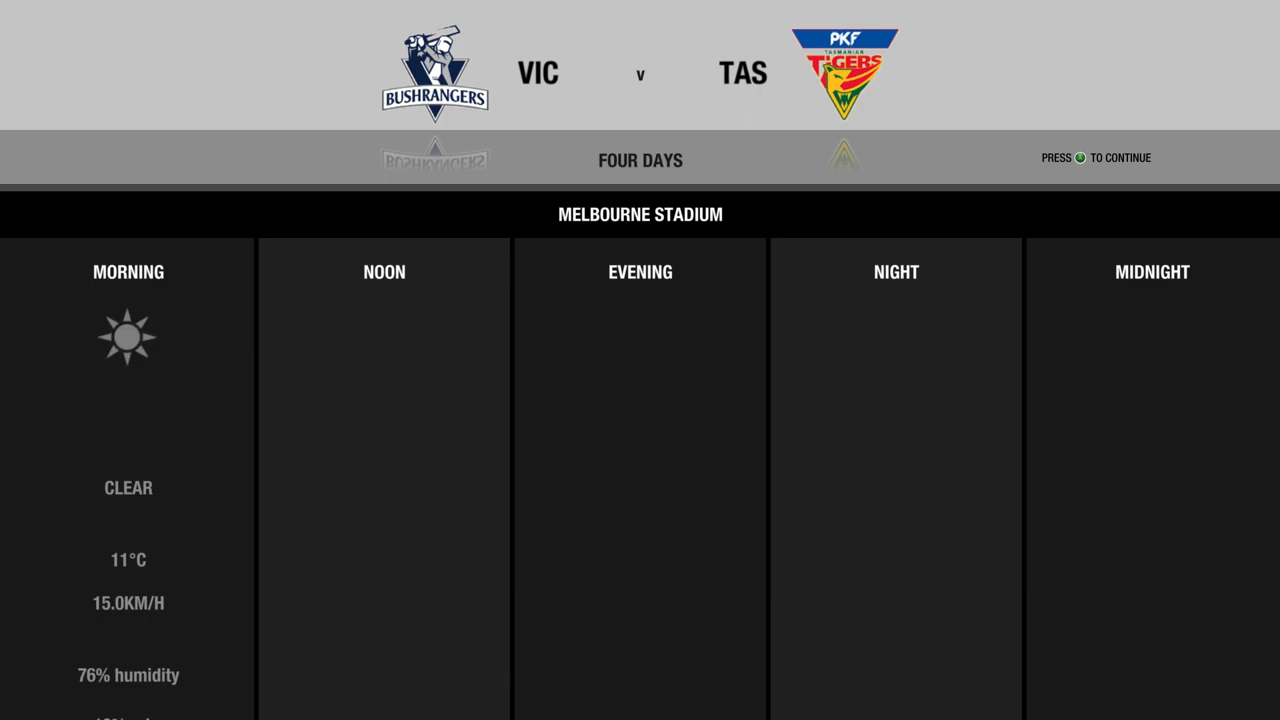 BUSHRANGERS
VIC
v
TAS
PKF
TASMANIAN
TIGERS
FOUR DAYS
PRESS TO CONTINUE
MELBOURNE STADIUM
MORNING
NOON
EVENING
NIGHT
MIDNIGHT
CLEAR
11°C
15.0KM/H
76% humidity